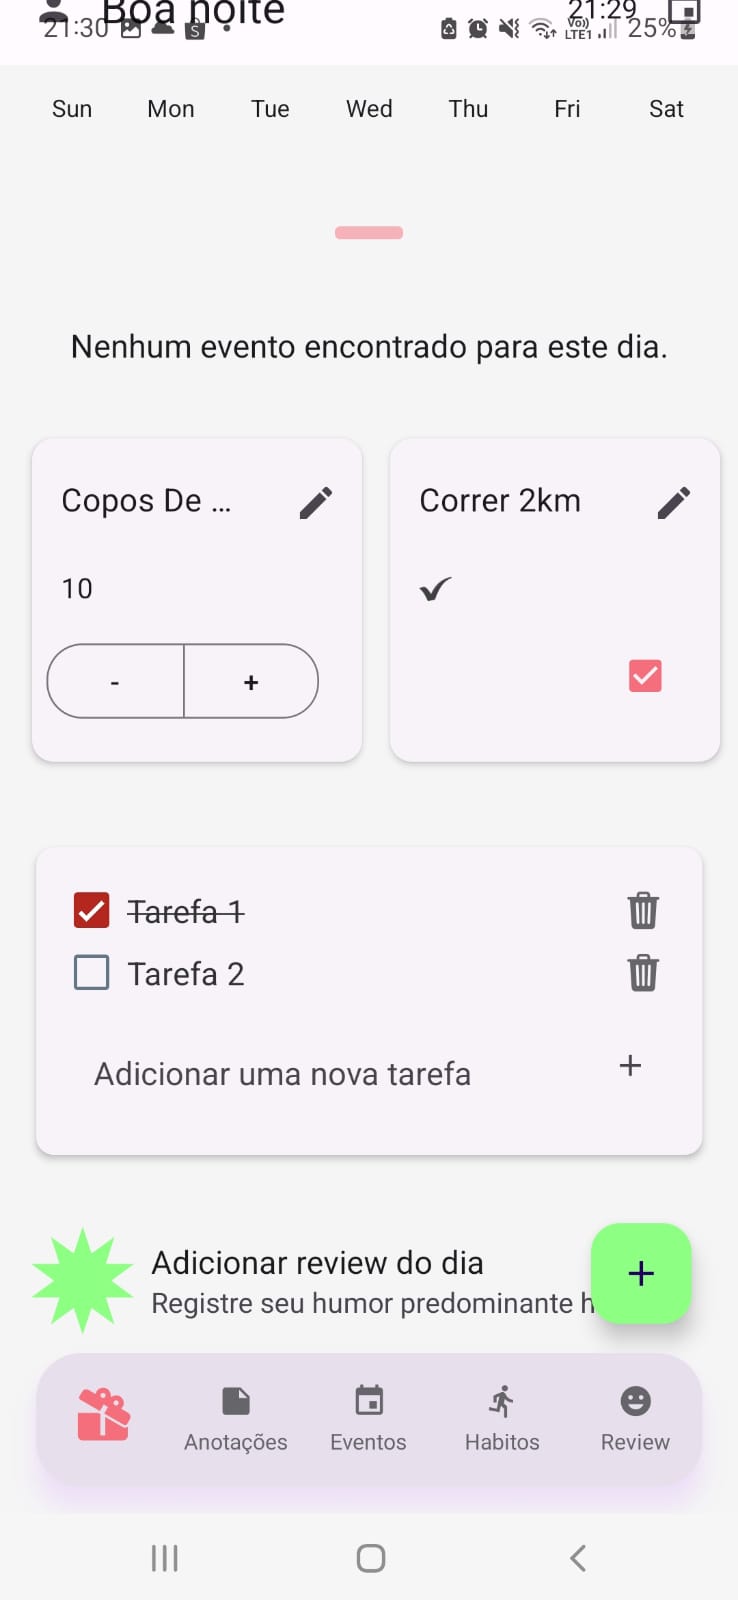 Boa noite 21:29
21:30 S Vo)) LTE1 25%
Sun Mon Tue Wed Thu Fri Sat
Nenhum evento encontrado para este dia.
Copos De ...
10
- +
Correr 2km
Tarefa 1
Tarefa 2
Adicionar uma nova tarefa +
Adicionar review do dia
Registre seu humor predominante h
+
Anotações Eventos Habitos Review